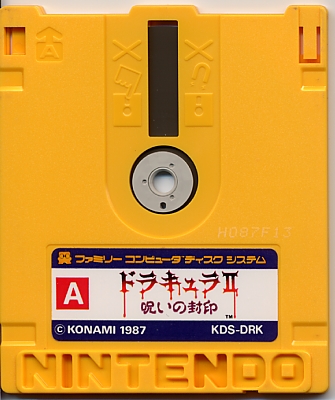 H087F13
ファミリー コンピュータ ディスク システム
A
ドラキュラII
呪いの封印
TM
© KONAMI 1987 KDS-DRK
NINTENDO